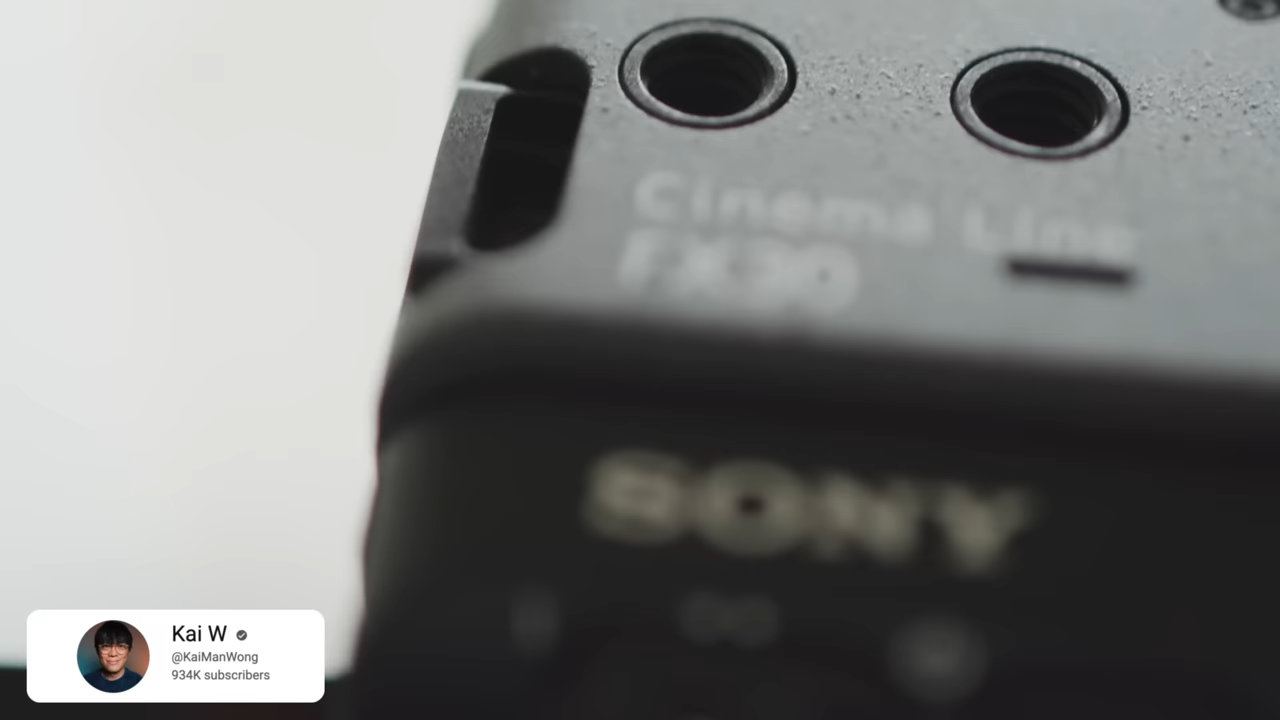 Cinema Line
FX30
SONY
Kai W
@KaiManWong
934K subscribers